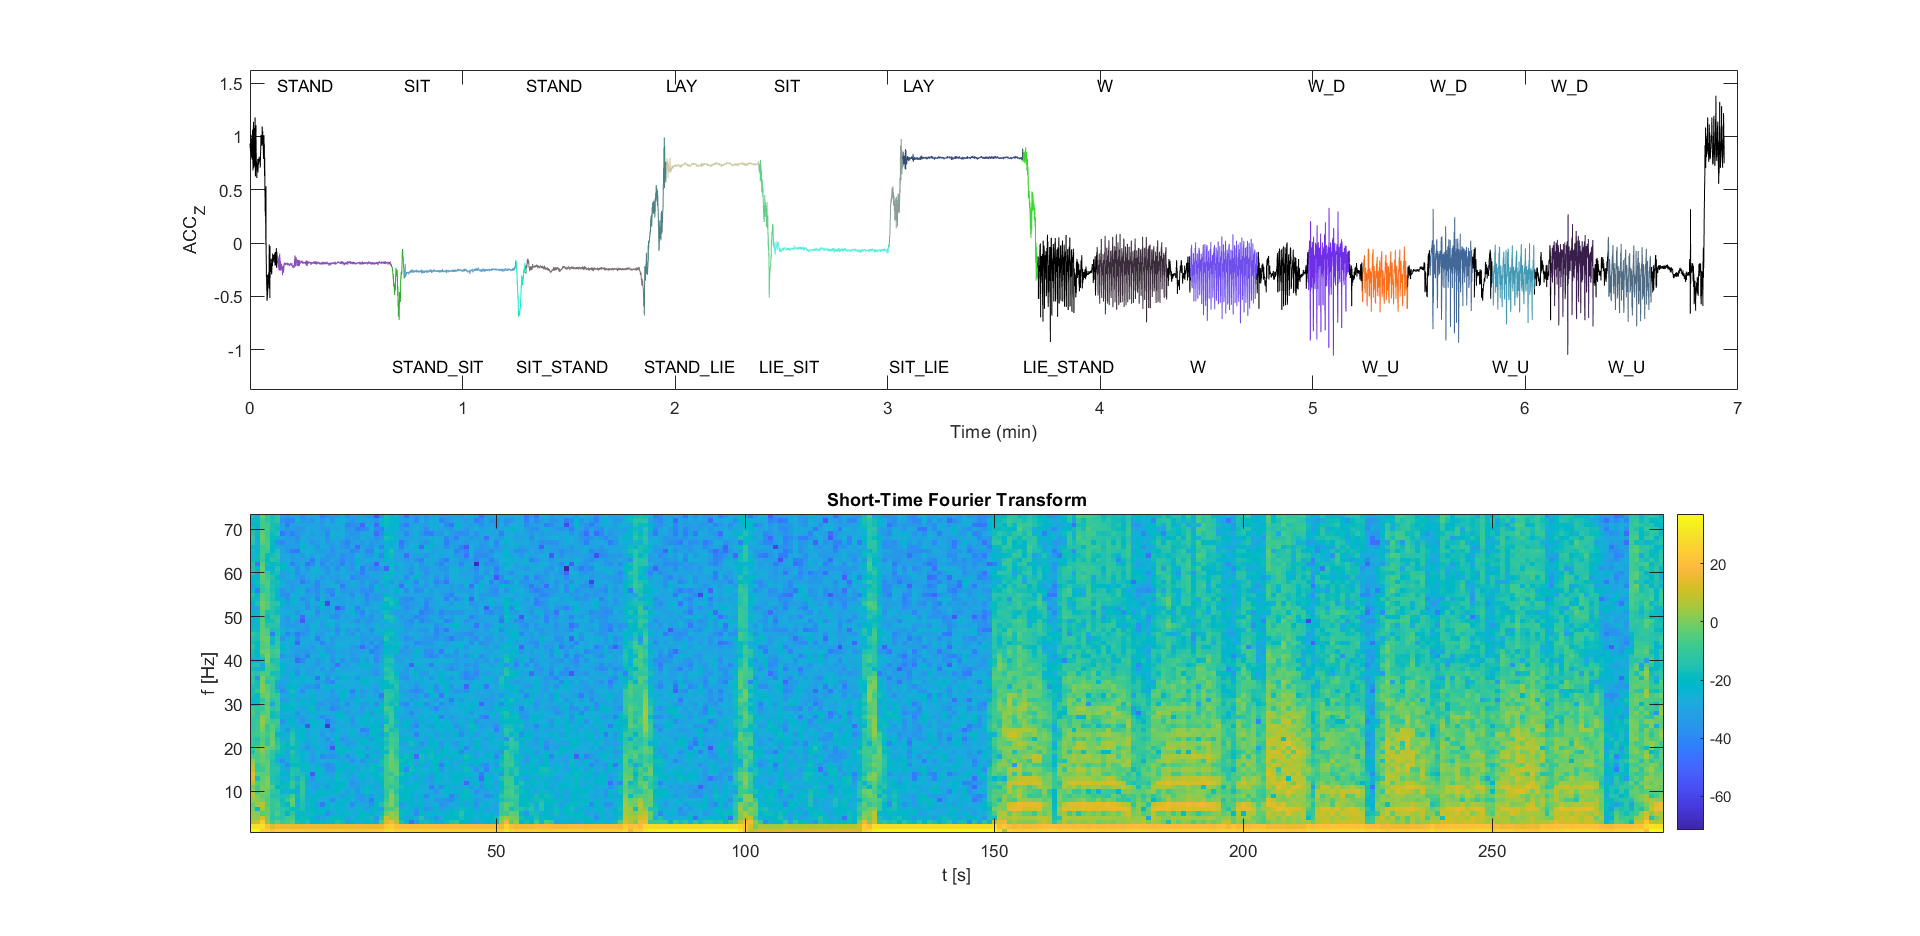 STAND SIT STAND LAY SIT LAY W W_D W_D W_D
1.5
1
0.5
0
-0.5
-1
ACC_Z
STAND_SIT SIT_STAND STAND_LIE LIE_SIT SIT_LIE LIE_STAND W W_U W_U W_U
0 1 2 3 4 5 6 7
Time (min)
Short-Time Fourier Transform
70
60
50
40
30
20
10
f [Hz]
20
0
-20
-40
-60
50 100 150 200 250
t [s]